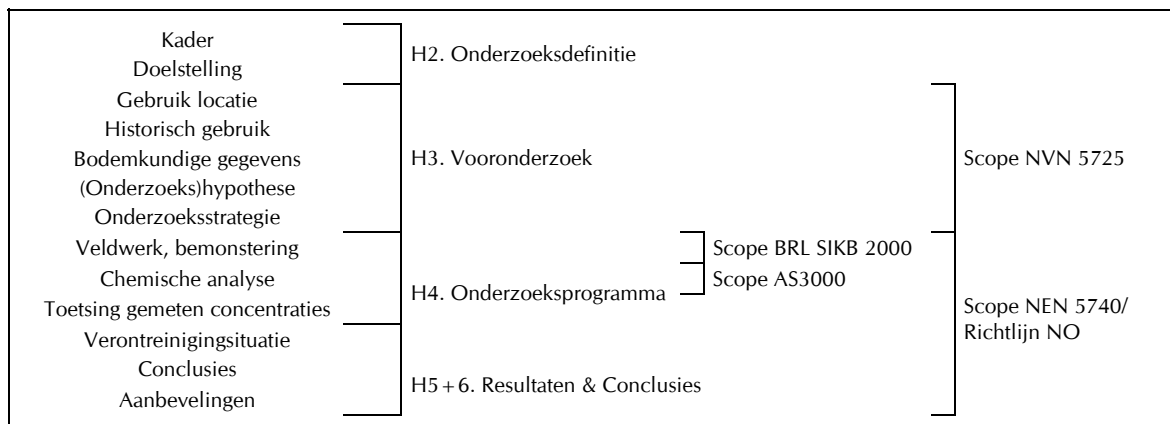 Kader
Doelstelling
H2. Onderzoeksdefinitie
Gebruik locatie
Historisch gebruik
Bodemkundige gegevens
(Onderzoeks)hypothese
Onderzoeksstrategie
H3. Vooronderzoek
Scope NVN 5725
Veldwerk, bemonstering
Chemische analyse
Toetsing gemeten concentraties
H4. Onderzoeksprogramma
Scope BRL SIKB 2000
Scope AS3000
Verontreinigingsituatie
Conclusies
Aanbevelingen
H5+6. Resultaten & Conclusies
Scope NEN 5740/
Richtlijn NO